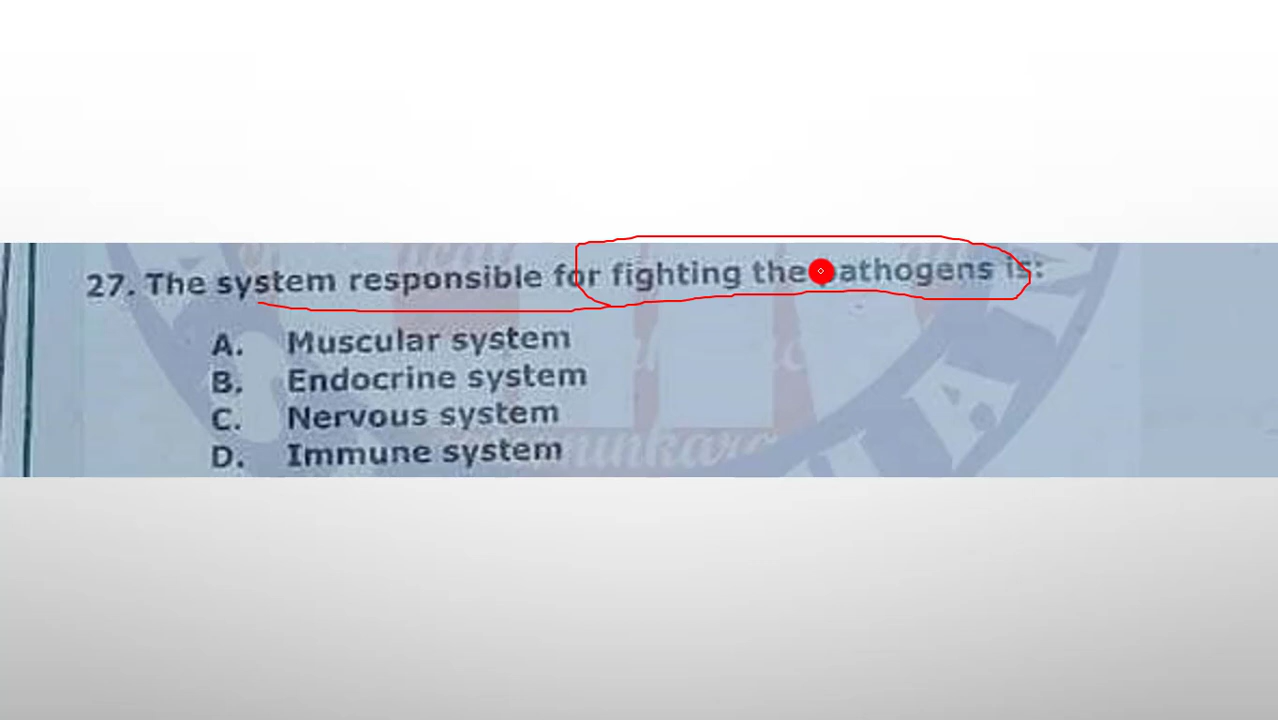 27. The system responsible for fighting the pathogens is:
A. Muscular system
B. Endocrine system
C. Nervous system
D. Immune system